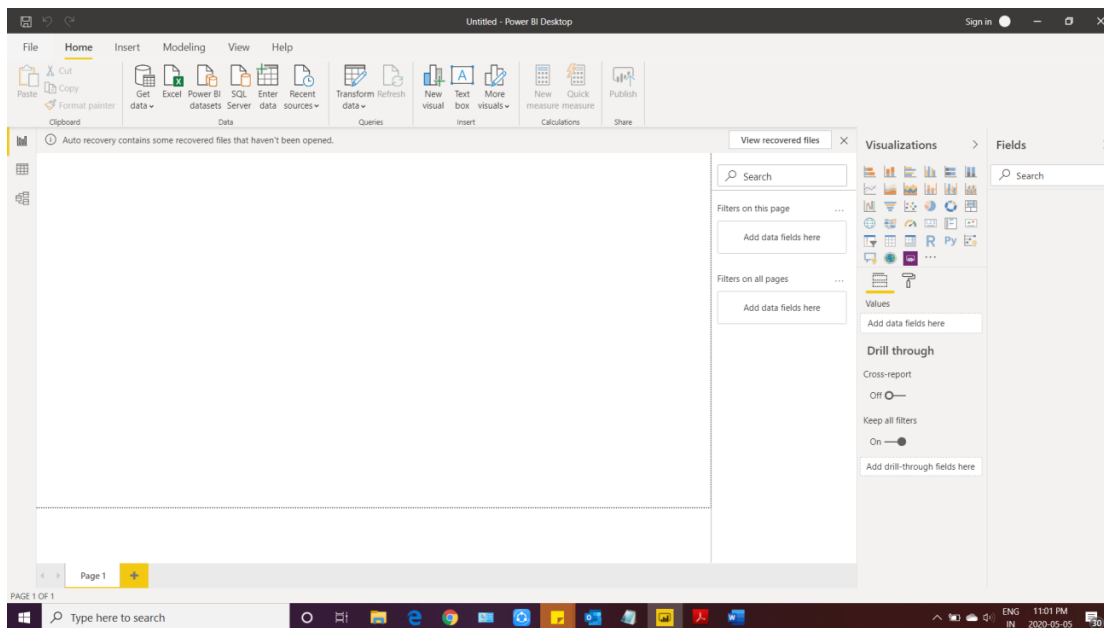 Untitled - Power BI Desktop
Sign in
File Home Insert Modeling View Help
Paste
Cut
Copy
Format painter
Get data
Excel
Power BI datasets
SQL Server
Enter data
Recent sources
Transform data
Refresh
New visual
Text box
More visuals
New measure
Quick measure
Publish
Clipboard
Data
Queries
Insert
Calculations
Share
Auto recovery contains some recovered files that haven't been opened.
View recovered files
Search
Filters on this page
...
Add data fields here
Filters on all pages
...
Add data fields here
Visualizations
R
Py
...
Values
Add data fields here
Drill through
Cross-report
Off
Keep all filters
On
Add drill-through fields here
Fields
Search
Page 1
PAGE 1 OF 1
Type here to search
ENG
IN
11:01 PM
2020-05-05
30